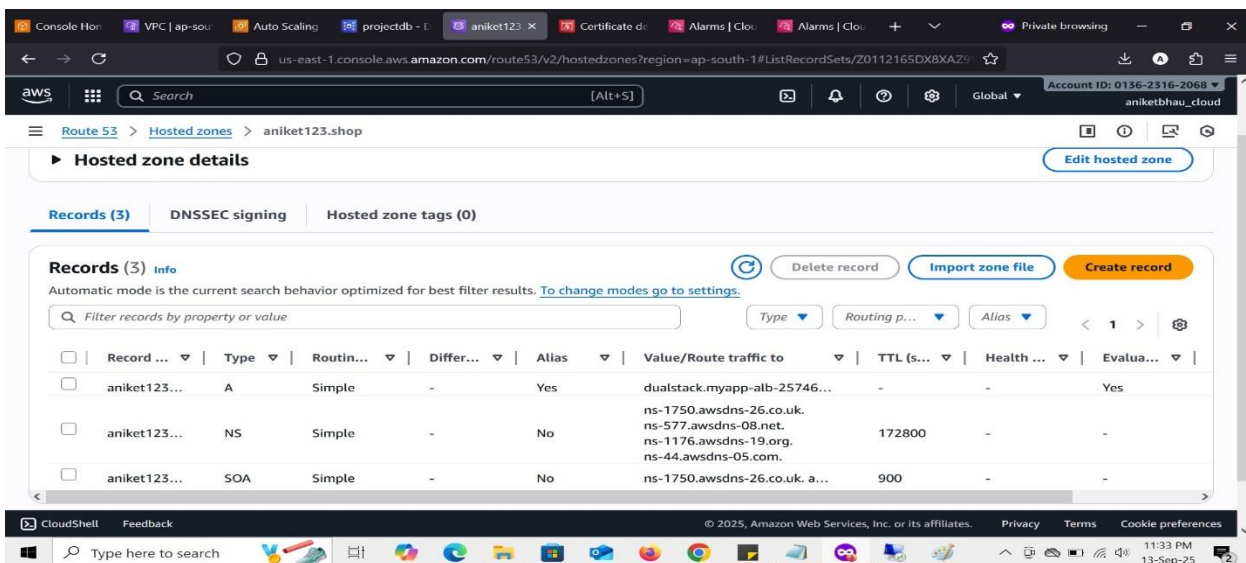 Console Hon VPC | ap-sou Auto Scaling projectdb - D aniket123 Certificate de Alarms | Clou Alarms | Clou Private browsing
us-east-1.console.aws.amazon.com/route53/v2/hostedzones?region=ap-south-1#ListRecordSets/Z0112165DX8XAZ9
aws Search [Alt+S] Global Account ID: 0136-2316-2068
aniketbhau_cloud
Route 53 > Hosted zones > aniket123.shop
Hosted zone details Edit hosted zone
Records (3) DNSSEC signing Hosted zone tags (0)
Records (3) Info Delete record Import zone file Create record
Automatic mode is the current search behavior optimized for best filter results. To change modes go to settings.
Filter records by property or value Type Routing p... Alias 1
Record ... Type Routin... Differ... Alias Value/Route traffic to TTL (s... Health ... Evalua...
aniket123... A Simple - Yes dualstack.myapp-alb-25746... - - Yes
aniket123... NS Simple - No ns-1750.awsdns-26.co.uk. 172800 - -
ns-577.awsdns-08.net.
ns-1176.awsdns-19.org.
ns-44.awsdns-05.com.
aniket123... SOA Simple - No ns-1750.awsdns-26.co.uk. a... 900 - -
CloudShell Feedback © 2025, Amazon Web Services, Inc. or its affiliates. Privacy Terms Cookie preferences
Type here to search 11:33 PM
13-Sep-25 2